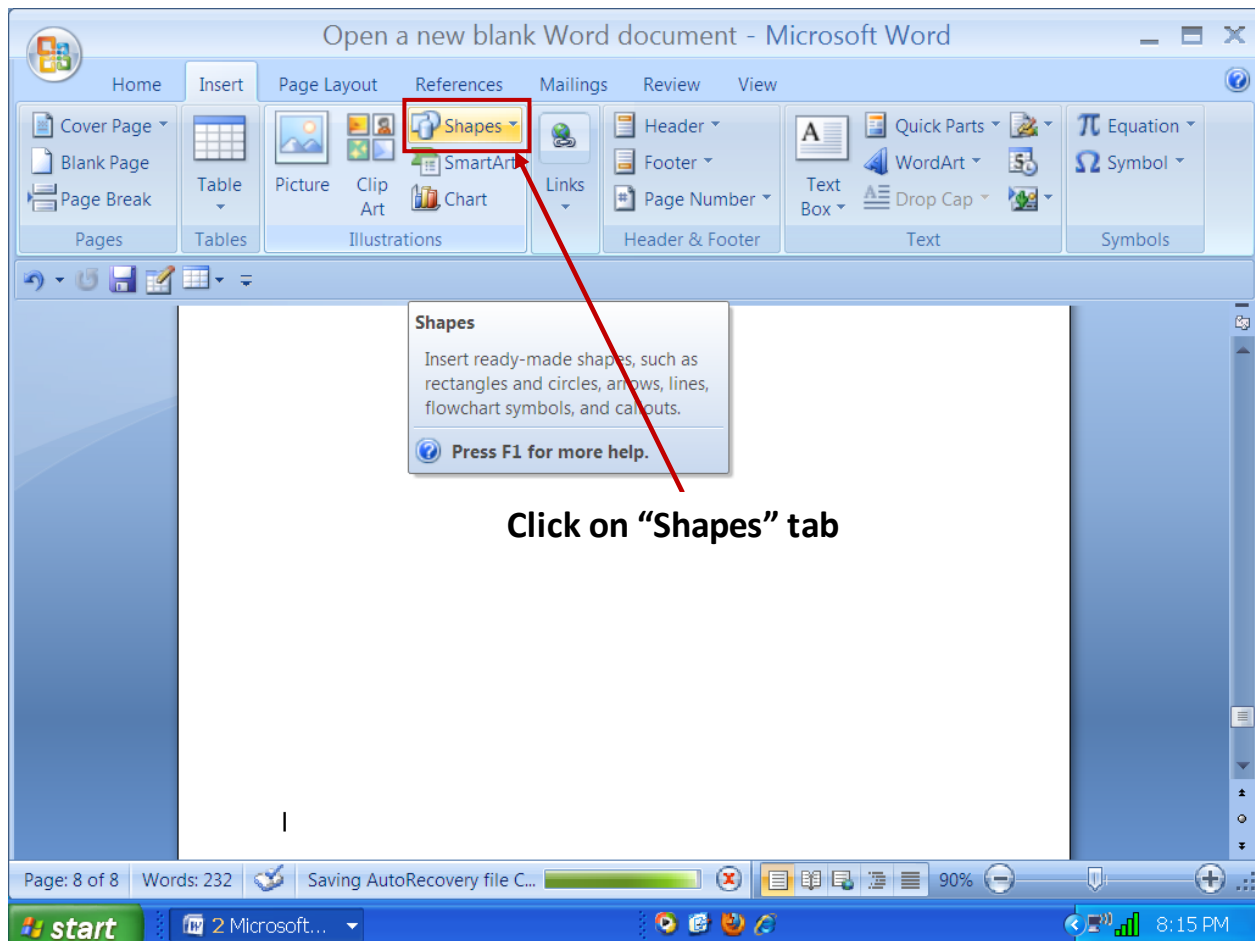 Open a new blank Word document - Microsoft Word
Home Insert Page Layout References Mailings Review View
Cover Page
Blank Page
Page Break
Pages
Table
Tables
Picture
Clip
Art
Shapes
SmartArt
Chart
Illustrations
Links
Header
Footer
Page Number
Header & Footer
A
Text
Box
Quick Parts
WordArt
Drop Cap
Text
π Equation
Ω Symbol
Symbols
Shapes
Insert ready-made shapes, such as
rectangles and circles, arrows, lines,
flowchart symbols, and callouts.
Press F1 for more help.
Click on “Shapes” tab
Page: 8 of 8 Words: 232 Saving AutoRecovery file C... 90%
start 2 Microsoft... 8:15 PM